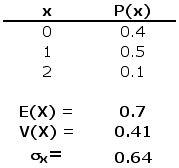 x P(x)
0 0.4
1 0.5
2 0.1
E(X) = 0.7
V(X) = 0.41
σx= 0.64